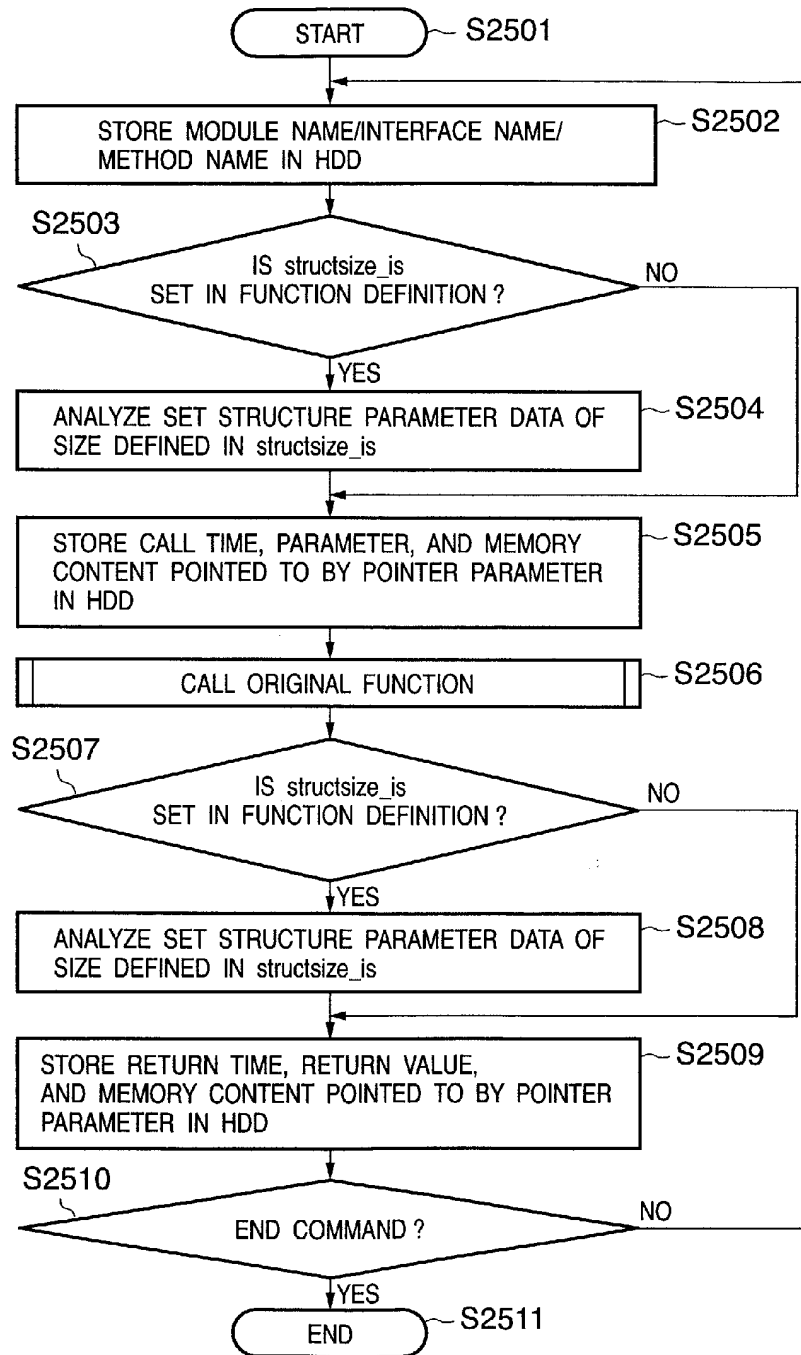 START
S2501
STORE MODULE NAME/INTERFACE NAME/
METHOD NAME IN HDD
S2502
S2503
IS structsize_is
SET IN FUNCTION DEFINITION ?
NO
YES
ANALYZE SET STRUCTURE PARAMETER DATA OF
SIZE DEFINED IN structsize_is
S2504
STORE CALL TIME, PARAMETER, AND MEMORY
CONTENT POINTED TO BY POINTER PARAMETER
IN HDD
S2505
CALL ORIGINAL FUNCTION
S2506
S2507
IS structsize_is
SET IN FUNCTION DEFINITION ?
NO
YES
ANALYZE SET STRUCTURE PARAMETER DATA OF
SIZE DEFINED IN structsize_is
S2508
STORE RETURN TIME, RETURN VALUE,
AND MEMORY CONTENT POINTED TO BY POINTER
PARAMETER IN HDD
S2509
S2510
END COMMAND ?
NO
YES
END
S2511